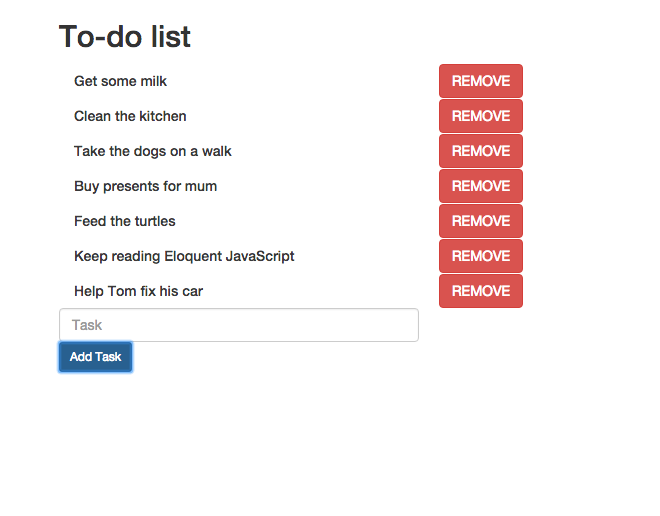 To-do list
Get some milk REMOVE
Clean the kitchen REMOVE
Take the dogs on a walk REMOVE
Buy presents for mum REMOVE
Feed the turtles REMOVE
Keep reading Eloquent JavaScript REMOVE
Help Tom fix his car REMOVE
Task
Add Task